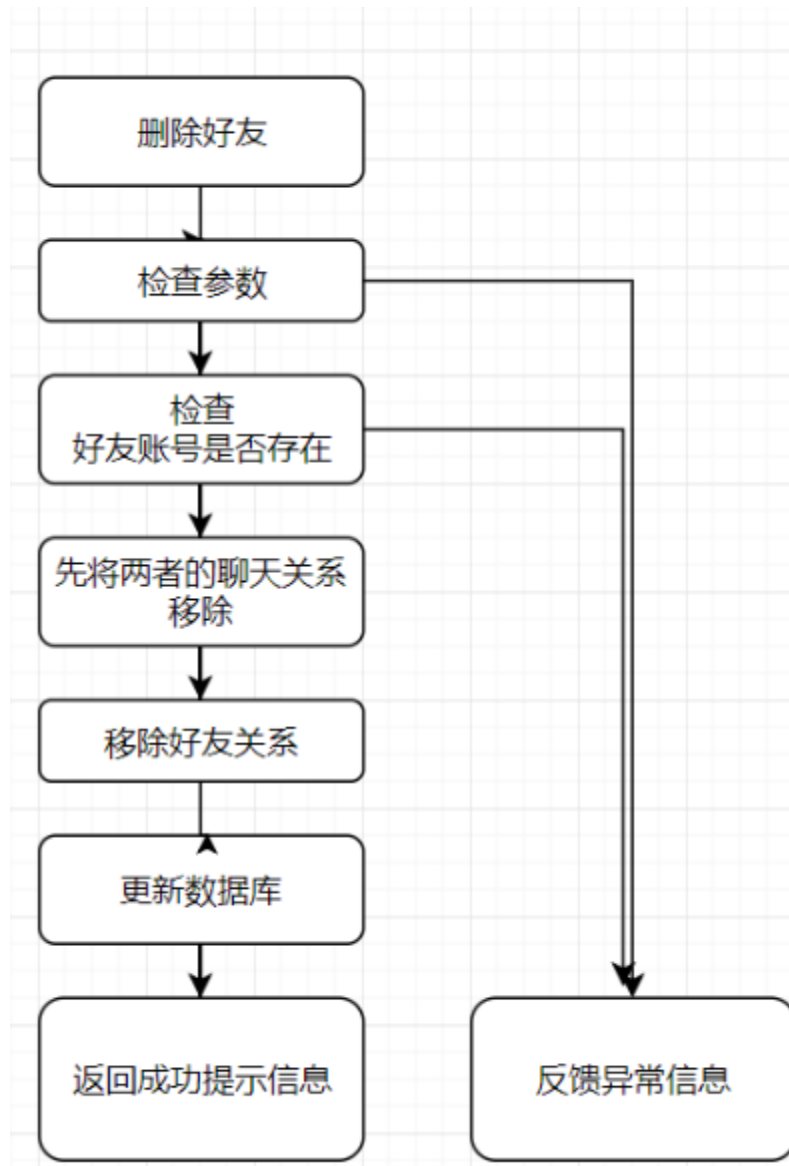 删除好友
检查参数
检查
好友账号是否存在
先将两者的聊天关系
移除
移除好友关系
更新数据库
返回成功提示信息
反馈异常信息